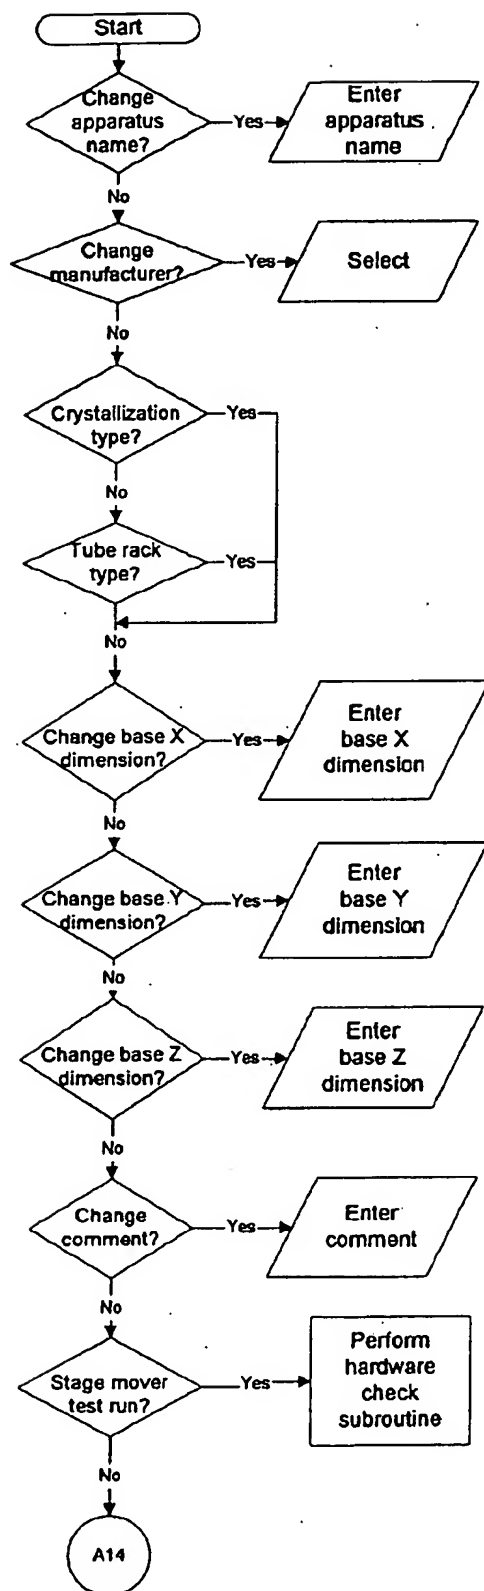 Start
Change
apparatus
name?
Yes
Enter
apparatus
name
No
Change
manufacturer?
Yes
Select
No
Crystallization
type?
Yes
No
Tube rack
type?
Yes
No
Change base X
dimension?
Yes
Enter
base X
dimension
No
Change base Y
dimension?
Yes
Enter
base Y
dimension
No
Change base Z
dimension?
Yes
Enter
base Z
dimension
No
Change
comment?
Yes
Enter
comment
No
Stage mover
test run?
Yes
Perform
hardware
check
subroutine
No
A14